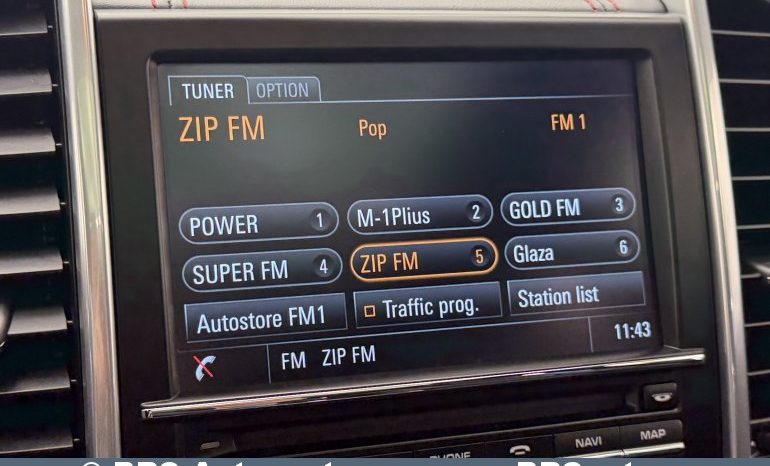 TUNER OPTION
ZIP FM Pop FM 1
POWER 1 M-1Plius 2 GOLD FM 3
SUPER FM 4 ZIP FM 5 Glaza 6
Autostore FM1 Traffic prog. Station list
FM ZIP FM 11:43
PHONE NAVI MAP